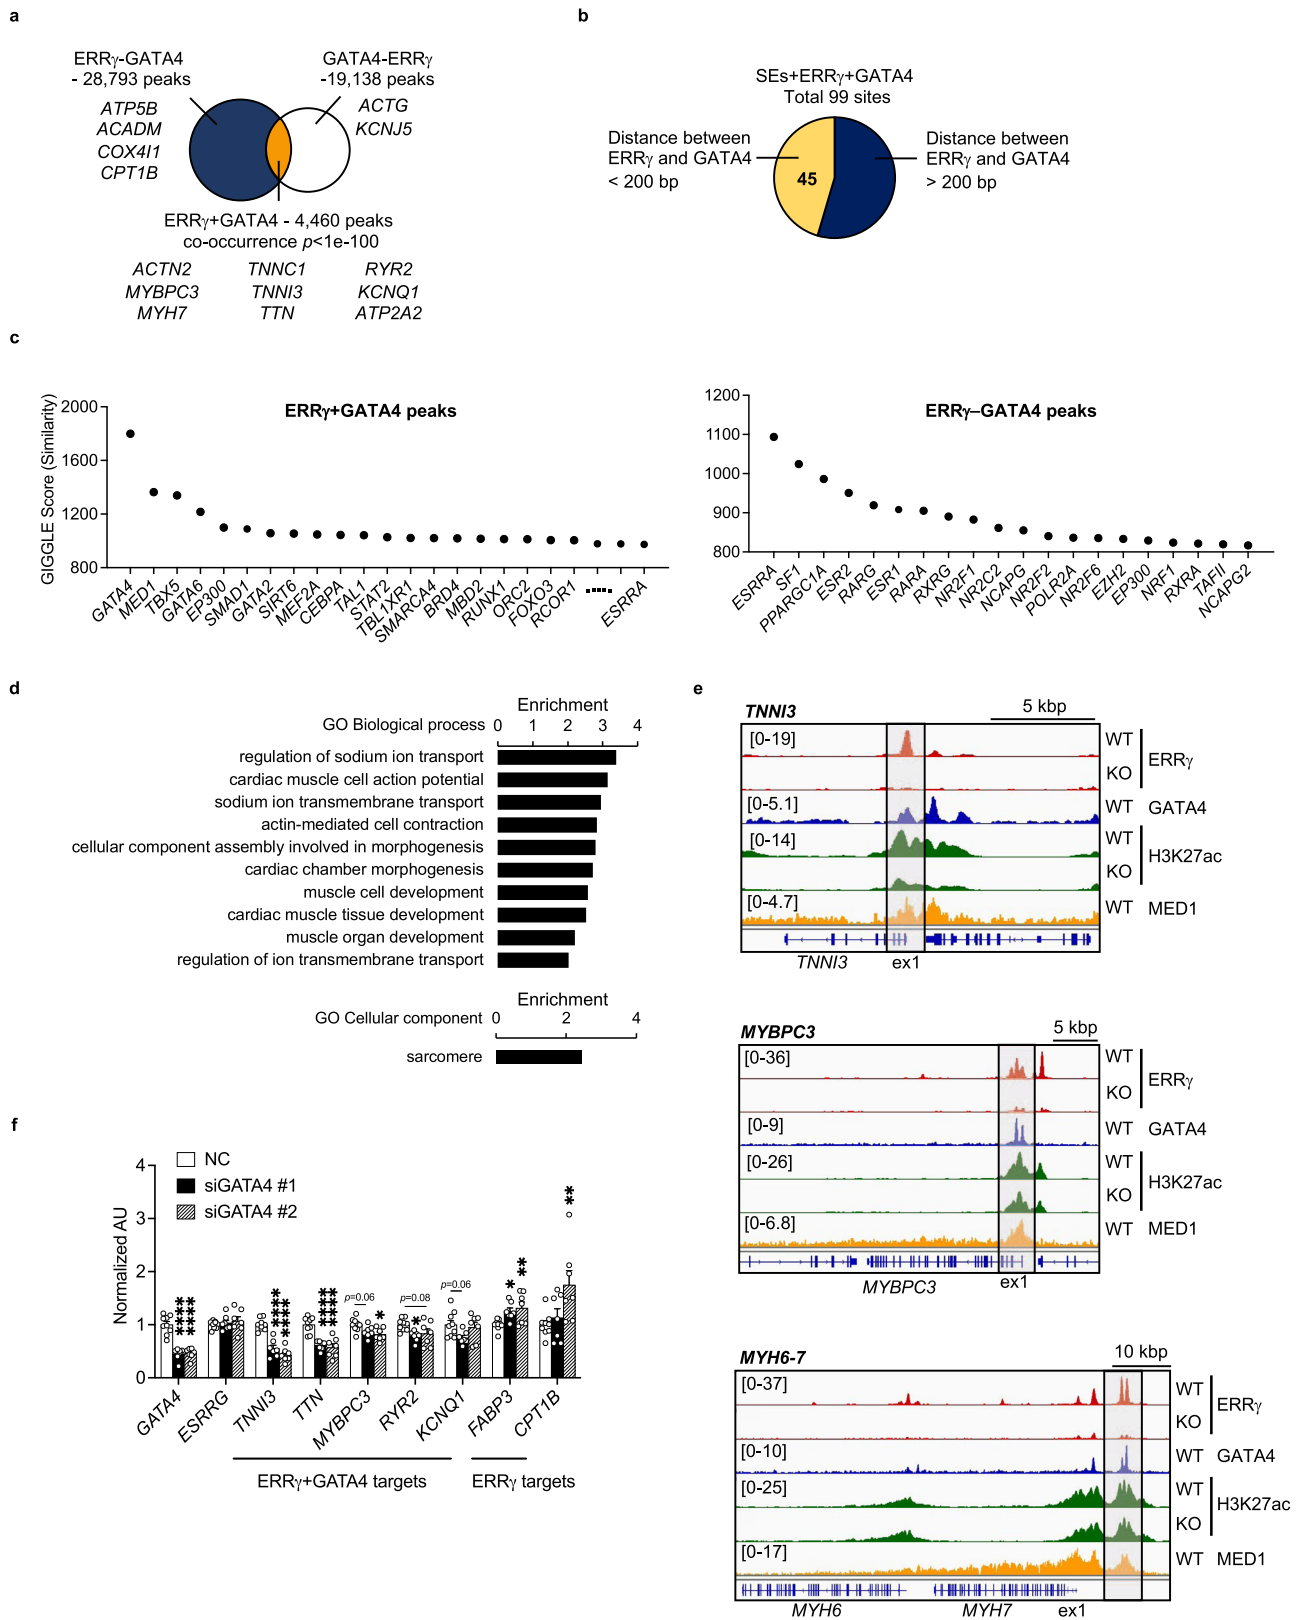 a
ERRγ-GATA4
- 28,793 peaks
GATA4-ERRγ
-19,138 peaks
ATP5B
ACADM
COX4I1
CPT1B
ACTG
KCNJ5
ERRγ+GATA4 - 4,460 peaks
co-occurrence p<1e-100
ACTN2 TNNC1 RYR2
MYBPC3 TNNI3 KCNQ1
MYH7 TTN ATP2A2
b
SEs+ERRγ+GATA4
Total 99 sites
Distance between
ERRγ and GATA4
< 200 bp
45
Distance between
ERRγ and GATA4
> 200 bp
c
ERRγ+GATA4 peaks
GIGGLE Score (Similarity)
2000
1600
1200
800
GATA4 MED1 TBX5 GATA6 EP300 SMAD1 GATA2 SIRT6 MEF2A CEBPA TAL1 STAT2 TBL1XR1 SMARCA4 BRD4 MBD2 RUNX1 ORC2 FOXO3 RCOR1 ..... ESRRA
ERRγ–GATA4 peaks
1200
1100
1000
900
800
ESRRA SF1 PPARGC1A ESR2 RARG ESR1 RARA RXRG NR2F1 NR2C2 NCAPG NR2F2 POLR2A NR2F6 EZH2 EP300 NRF1 RXRA TAFII NCAPG2
d
Enrichment
GO Biological process 0 1 2 3 4
regulation of sodium ion transport
cardiac muscle cell action potential
sodium ion transmembrane transport
actin-mediated cell contraction
cellular component assembly involved in morphogenesis
cardiac chamber morphogenesis
muscle cell development
cardiac muscle tissue development
muscle organ development
regulation of ion transmembrane transport
Enrichment
GO Cellular component 0 2 4
sarcomere
e
TNNI3 5 kbp
[0-19] WT
KO
ERRγ
[0-5.1] WT GATA4
[0-14] WT
KO
H3K27ac
[0-4.7] WT MED1
TNNI3 ex1
MYBPC3 5 kbp
[0-36] WT
KO
ERRγ
[0-9] WT GATA4
[0-26] WT
KO
H3K27ac
[0-6.8] WT MED1
MYBPC3 ex1
MYH6-7 10 kbp
[0-37] WT
KO
ERRγ
[0-10] WT GATA4
[0-25] WT
KO
H3K27ac
[0-17] WT MED1
MYH6 MYH7 ex1
f
NC
siGATA4 #1
siGATA4 #2
Normalized AU
4
3
2
1
0
**** **** **** **** **** **** p=0.06 * p=0.08 * p=0.06 * ** **
GATA4 ESRRG TNNI3 TTN MYBPC3 RYR2 KCNQ1 FABP3 CPT1B
ERRγ+GATA4 targets ERRγ targets